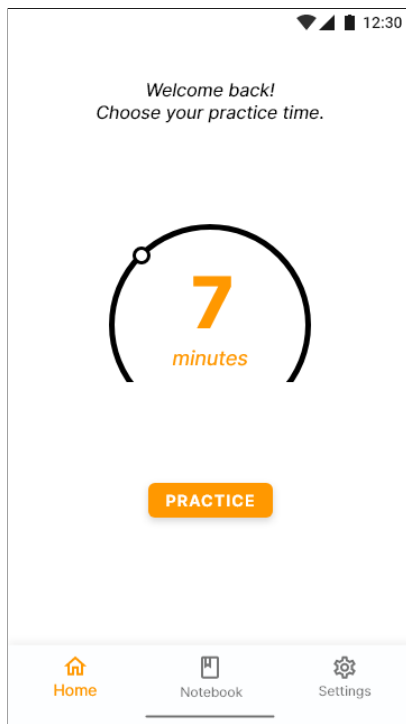 12:30
Welcome back!
Choose your practice time.
7
minutes
PRACTICE
Home
Notebook
Settings